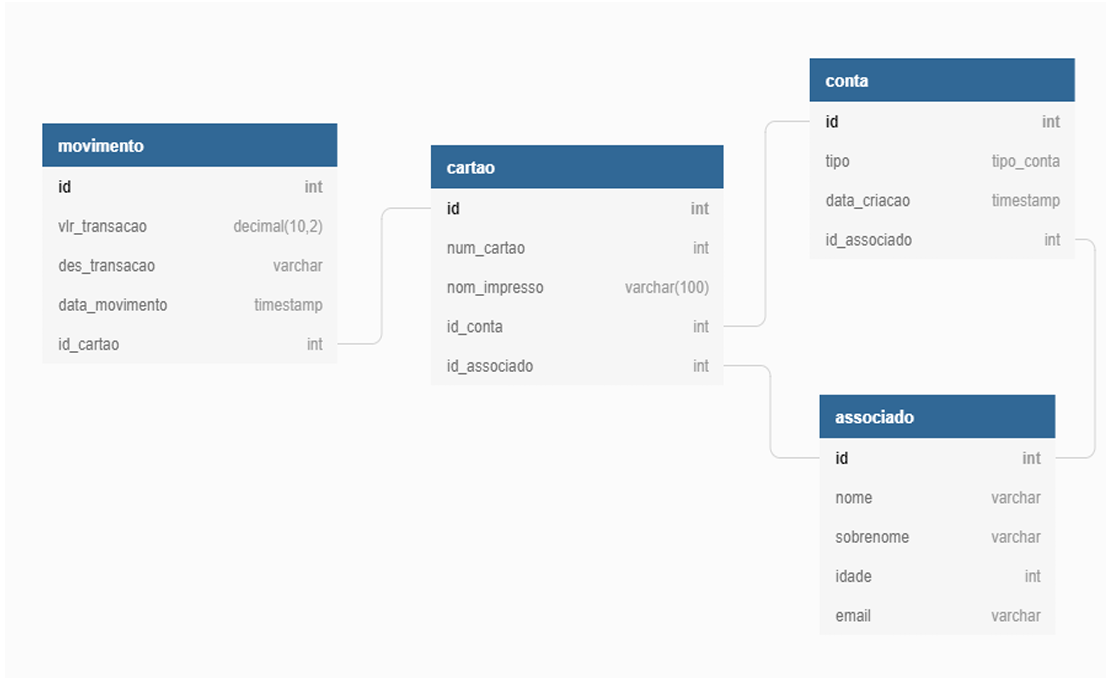 movimento
id int
vlr_transacao decimal(10,2)
des_transacao varchar
data_movimento timestamp
id_cartao int
cartao
id int
num_cartao int
nom_impresso varchar(100)
id_conta int
id_associado int
conta
id int
tipo tipo_conta
data_criacao timestamp
id_associado int
associado
id int
nome varchar
sobrenome varchar
idade int
email varchar